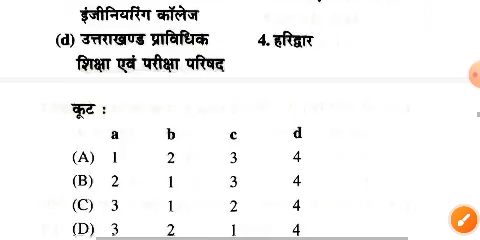 इंजीनियरिंग कॉलेज
(d) उत्तराखण्ड प्राविधिक 4. हरिद्वार
शिक्षा एवं परीक्षा परिषद
कूट :
a b c d
(A) 1 2 3 4
(B) 2 1 3 4
(C) 3 1 2 4
(D) 3 2 1 4